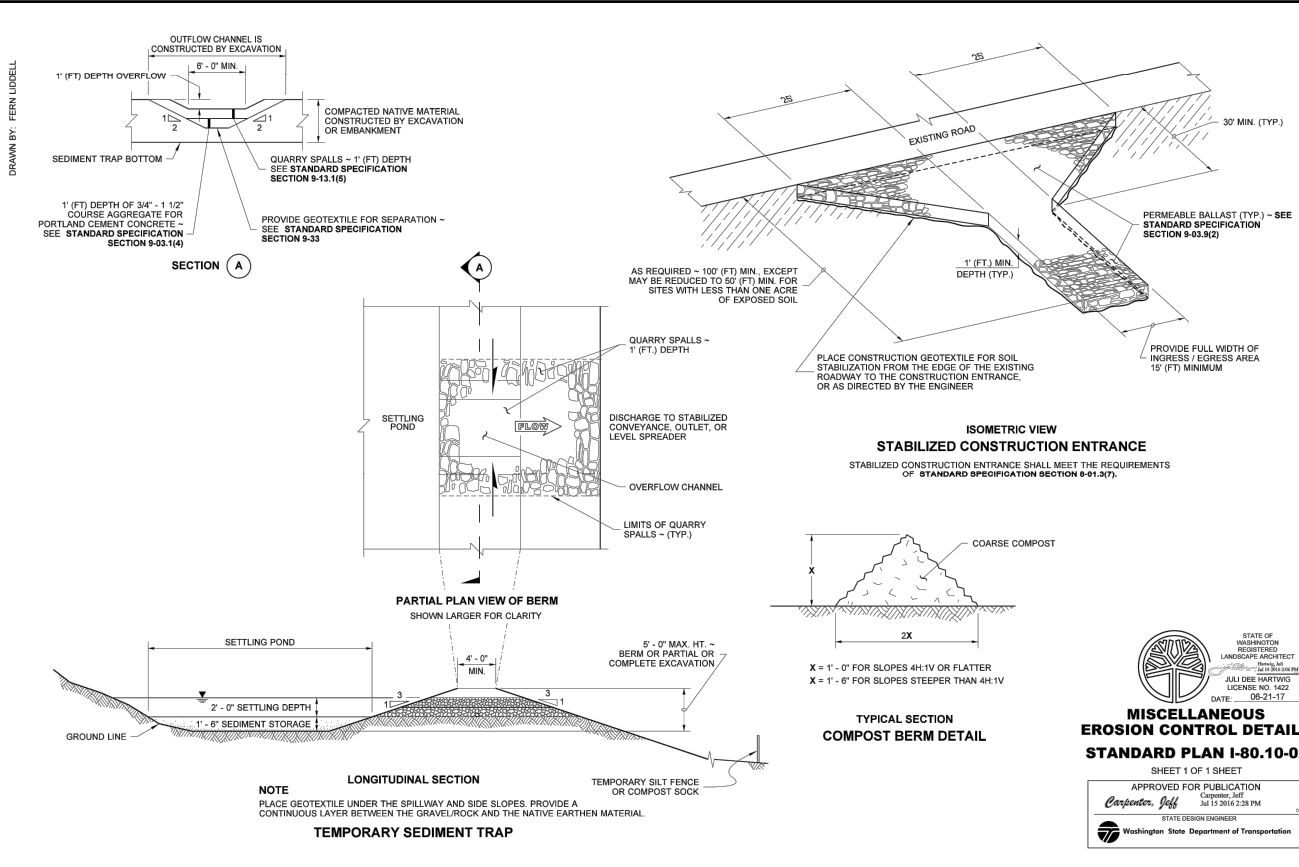 DRAWN BY: FERN LIDDELL
OUTFLOW CHANNEL IS
CONSTRUCTED BY EXCAVATION
6' - 0" MIN.
1' (FT) DEPTH OVERFLOW
1
2
1
2
COMPACTED NATIVE MATERIAL
CONSTRUCTED BY EXCAVATION
OR EMBANKMENT
SEDIMENT TRAP BOTTOM
QUARRY SPALLS ~ 1' (FT) DEPTH
SEE STANDARD SPECIFICATION
SECTION 9-13.1(5)
1' (FT) DEPTH OF 3/4" - 1 1/2"
COURSE AGGREGATE FOR
PORTLAND CEMENT CONCRETE ~
SEE STANDARD SPECIFICATION
SECTION 9-03.1(4)
PROVIDE GEOTEXTILE FOR SEPARATION ~
SEE STANDARD SPECIFICATION
SECTION 9-33
SECTION A
A
QUARRY SPALLS ~
1' (FT.) DEPTH
SETTLING
POND
FLOW
DISCHARGE TO STABILIZED
CONVEYANCE, OUTLET, OR
LEVEL SPREADER
OVERFLOW CHANNEL
LIMITS OF QUARRY
SPALLS ~ (TYP.)
PARTIAL PLAN VIEW OF BERM
SHOWN LARGER FOR CLARITY
SETTLING POND
4' - 0"
MIN.
5' - 0" MAX. HT. ~
BERM OR PARTIAL OR
COMPLETE EXCAVATION
3
1
3
1
2' - 0" SETTLING DEPTH
1' - 6" SEDIMENT STORAGE
GROUND LINE
LONGITUDINAL SECTION
TEMPORARY SILT FENCE
OR COMPOST SOCK
NOTE
PLACE GEOTEXTILE UNDER THE SPILLWAY AND SIDE SLOPES. PROVIDE A
CONTINUOUS LAYER BETWEEN THE GRAVEL/ROCK AND THE NATIVE EARTHEN MATERIAL.
TEMPORARY SEDIMENT TRAP
25'
25'
EXISTING ROAD
30' MIN. (TYP.)
PERMEABLE BALLAST (TYP.) ~ SEE
STANDARD SPECIFICATION
SECTION 9-03.9(2)
1' (FT.) MIN.
DEPTH (TYP.)
AS REQUIRED ~ 100' (FT) MIN., EXCEPT
MAY BE REDUCED TO 50' (FT) MIN. FOR
SITES WITH LESS THAN ONE ACRE
OF EXPOSED SOIL
PROVIDE FULL WIDTH OF
INGRESS / EGRESS AREA
15' (FT) MINIMUM
PLACE CONSTRUCTION GEOTEXTILE FOR SOIL
STABILIZATION FROM THE EDGE OF THE EXISTING
ROADWAY TO THE CONSTRUCTION ENTRANCE,
OR AS DIRECTED BY THE ENGINEER
ISOMETRIC VIEW
STABILIZED CONSTRUCTION ENTRANCE
STABILIZED CONSTRUCTION ENTRANCE SHALL MEET THE REQUIREMENTS
OF STANDARD SPECIFICATION SECTION 8-01.3(7).
COARSE COMPOST
X
2X
X = 1' - 0" FOR SLOPES 4H:1V OR FLATTER
X = 1' - 6" FOR SLOPES STEEPER THAN 4H:1V
TYPICAL SECTION
COMPOST BERM DETAIL
STATE OF
WASHINGTON
REGISTERED
LANDSCAPE ARCHITECT
Hartwig, Juli
Jul 14 2016 2:06 PM
JULI DEE HARTWIG
LICENSE NO. 1422
DATE: 06-21-17
MISCELLANEOUS
EROSION CONTROL DETAIL
STANDARD PLAN I-80.10-0
SHEET 1 OF 1 SHEET
APPROVED FOR PUBLICATION
Carpenter, Jeff
Carpenter, Jeff
Jul 15 2016 2:28 PM
STATE DESIGN ENGINEER
Washington State Department of Transportation